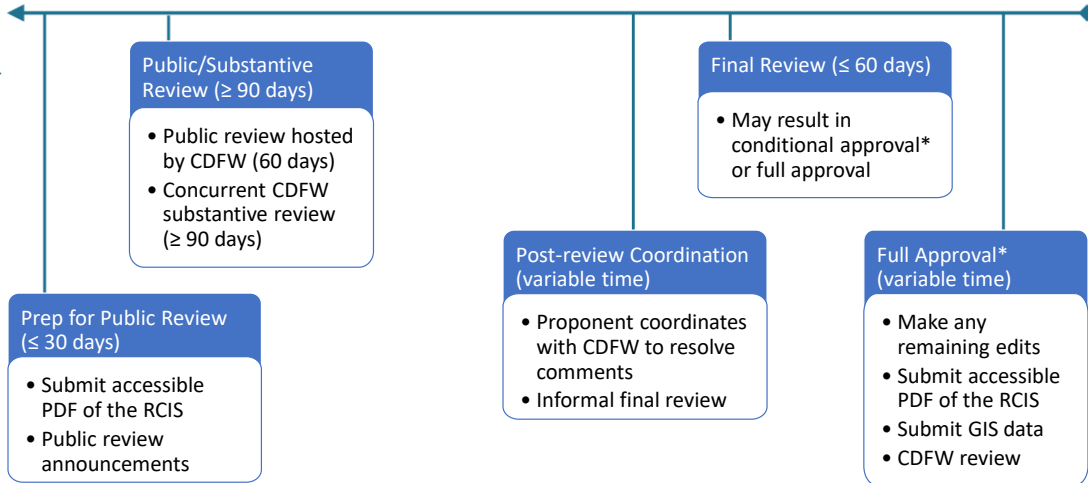 Public/Substantive
Review (≥ 90 days)
• Public review hosted
by CDFW (60 days)
• Concurrent CDFW
substantive review
(≥ 90 days)
Final Review (≤ 60 days)
• May result in
conditional approval*
or full approval
Prep for Public Review
(≤ 30 days)
• Submit accessible
PDF of the RCIS
• Public review
announcements
Post-review Coordination
(variable time)
• Proponent coordinates
with CDFW to resolve
comments
• Informal final review
Full Approval*
(variable time)
• Make any
remaining edits
• Submit accessible
PDF of the RCIS
• Submit GIS data
• CDFW review